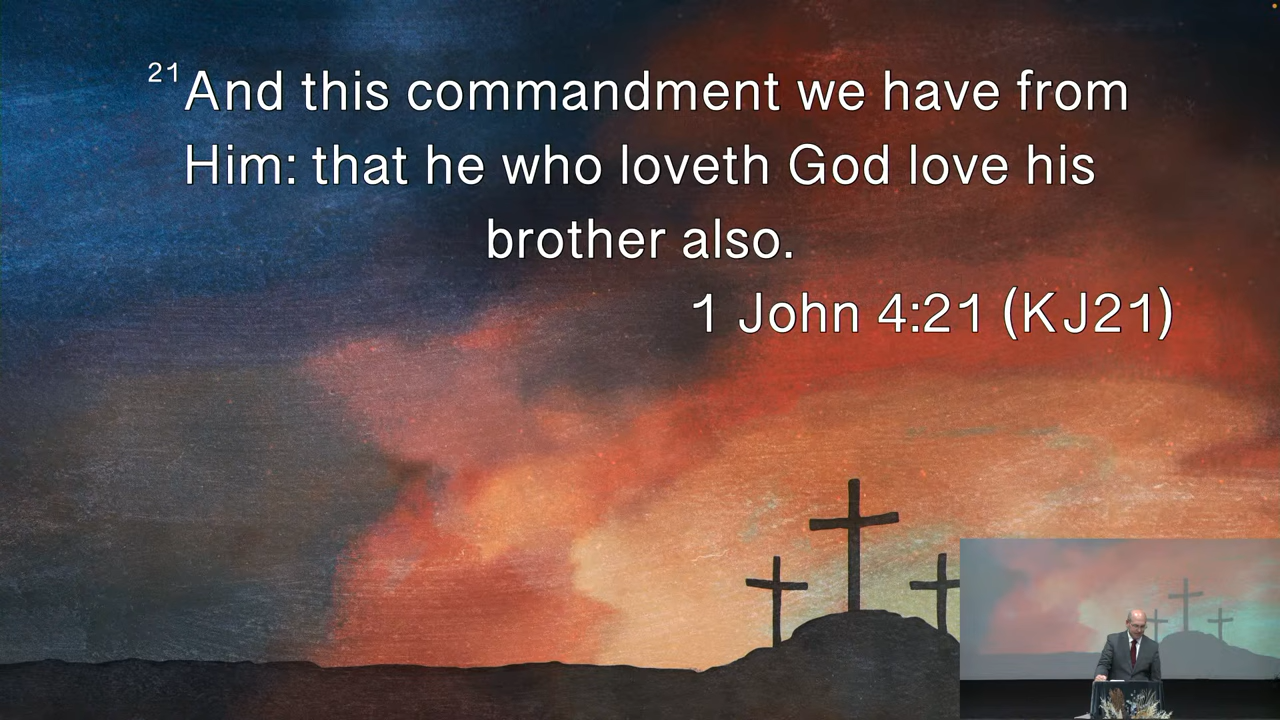 21And this commandment we have from
Him: that he who loveth God love his
brother also.
1 John 4:21 (KJ21)